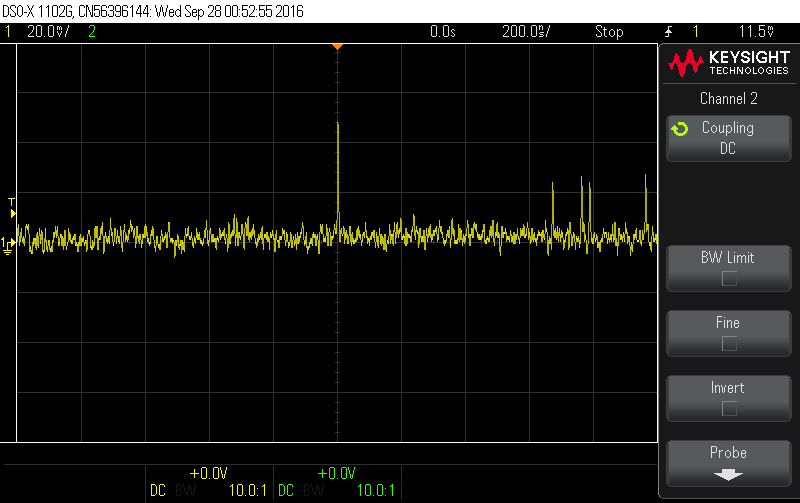 DSO-X 1102G, CN56396144: Wed Sep 28 00:52:55 2016
1 20.0V/ 2 0.0s 200.0s/ Stop 1 11.5V
KEYSIGHT
TECHNOLOGIES
Channel 2
Coupling
DC
T
1
BW Limit
Fine
Invert
Probe
+0.0V +0.0V
DC BW 10.0:1 DC BW 10.0:1